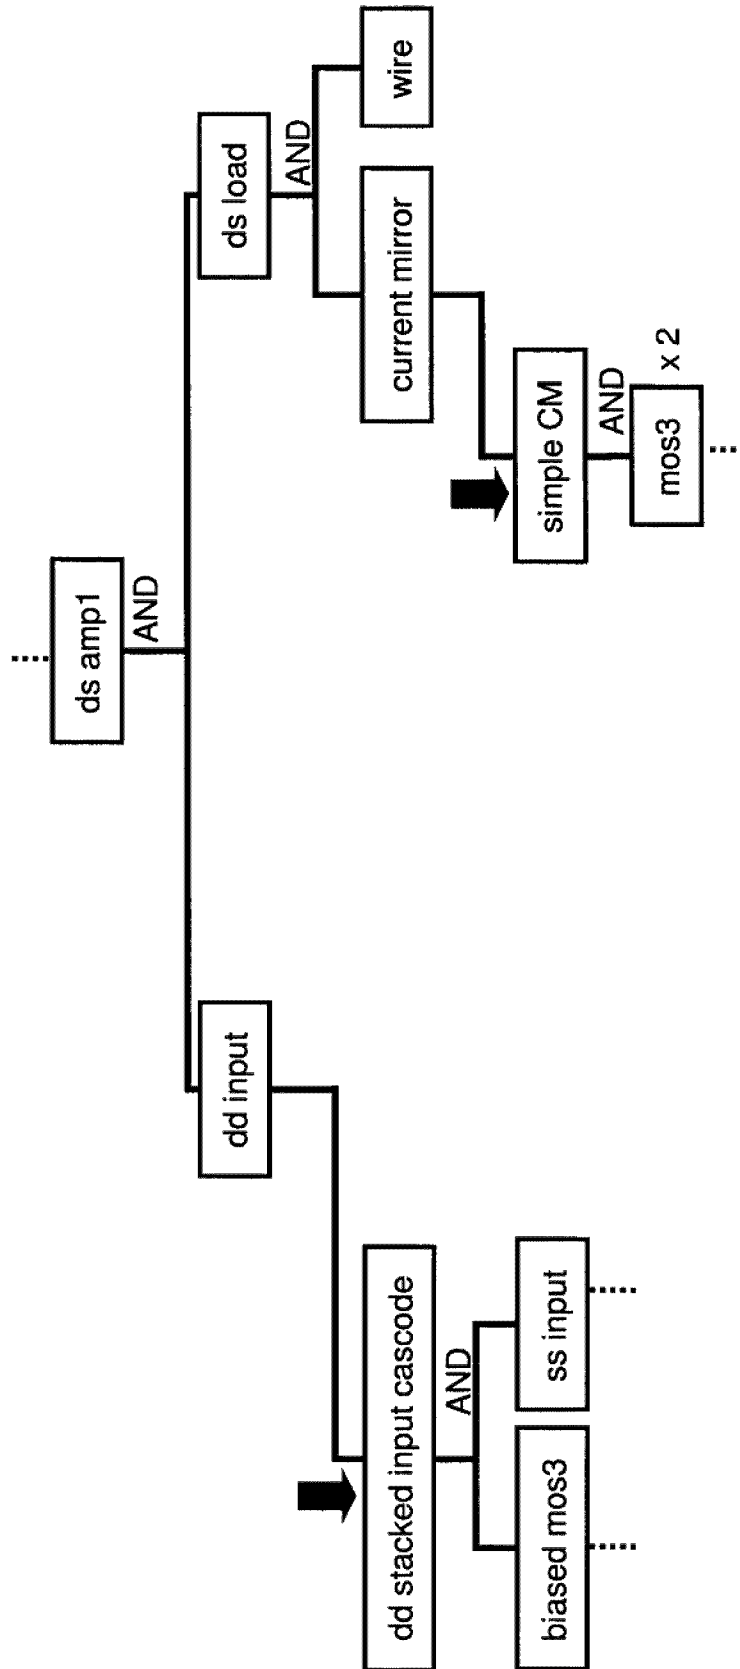 ds amp1
AND
dd input
ds load
AND
dd stacked input cascode
current mirror
wire
AND
biased mos3
ss input
simple CM
AND
mos3
x 2